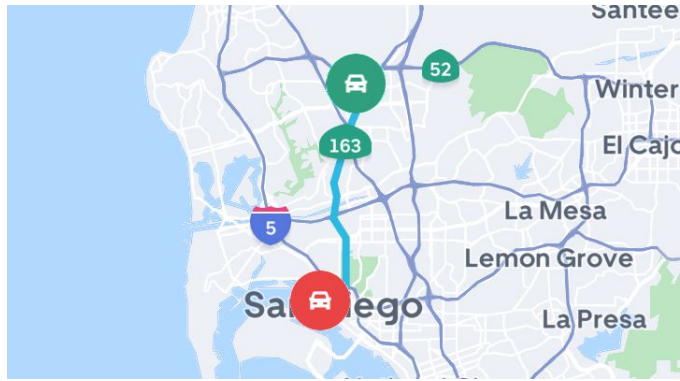 Santee
52
Winter
163
El Cajo
La Mesa
5
Lemon Grove
San Diego
La Presa